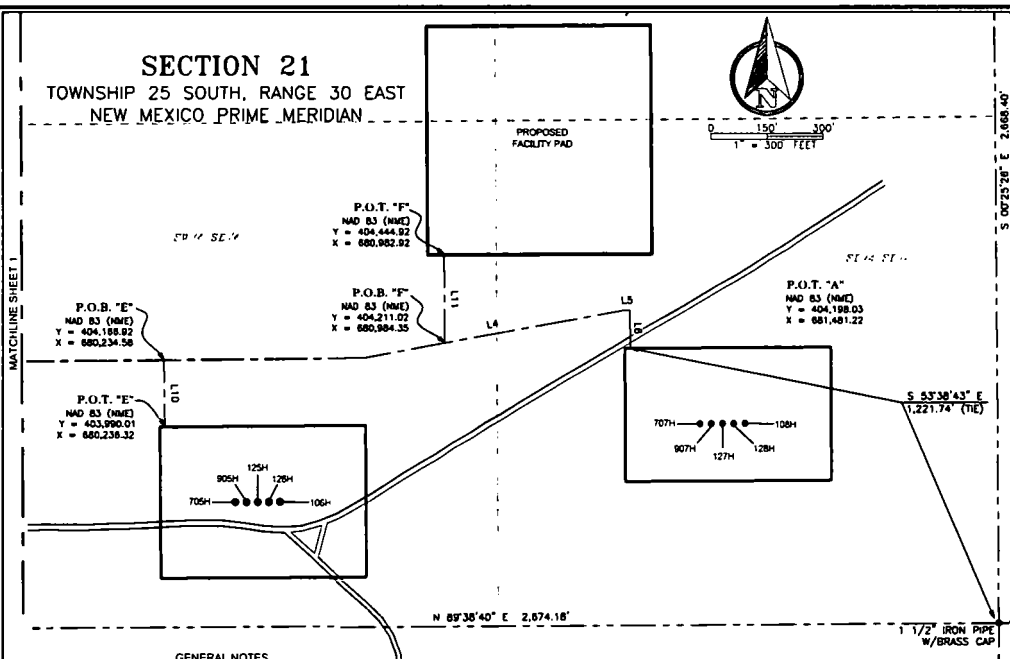 SECTION 21
TOWNSHIP 25 SOUTH, RANGE 30 EAST
NEW MEXICO PRIME MERIDIAN
N
0 150' 300'
1" = 300 FEET
S 00°25'26" E 2,668.40'
PROPOSED
FACILITY PAD
MATCHLINE SHEET 1
P.O.T. "F"
NAD 83 (NME)
Y = 404,444.92
X = 680,982.92
P.O.B. "E"
NAD 83 (NME)
Y = 404,188.92
X = 680,234.58
P.O.B. "F"
NAD 83 (NME)
Y = 404,211.02
X = 680,984.35
L11
L4
L5
L6
P.O.T. "A"
NAD 83 (NME)
Y = 404,198.03
X = 681,481.22
L10
P.O.T. "E"
NAD 83 (NME)
Y = 403,990.01
X = 680,236.32
S 53°38'43" E
1,221.74' (TIE)
707H
907H
127H
128H
108H
125H
905H
126H
705H
106H
N 89°38'40" E 2,674.18'
1 1/2" IRON PIPE
W/BRASS CAP
GENERAL NOTES